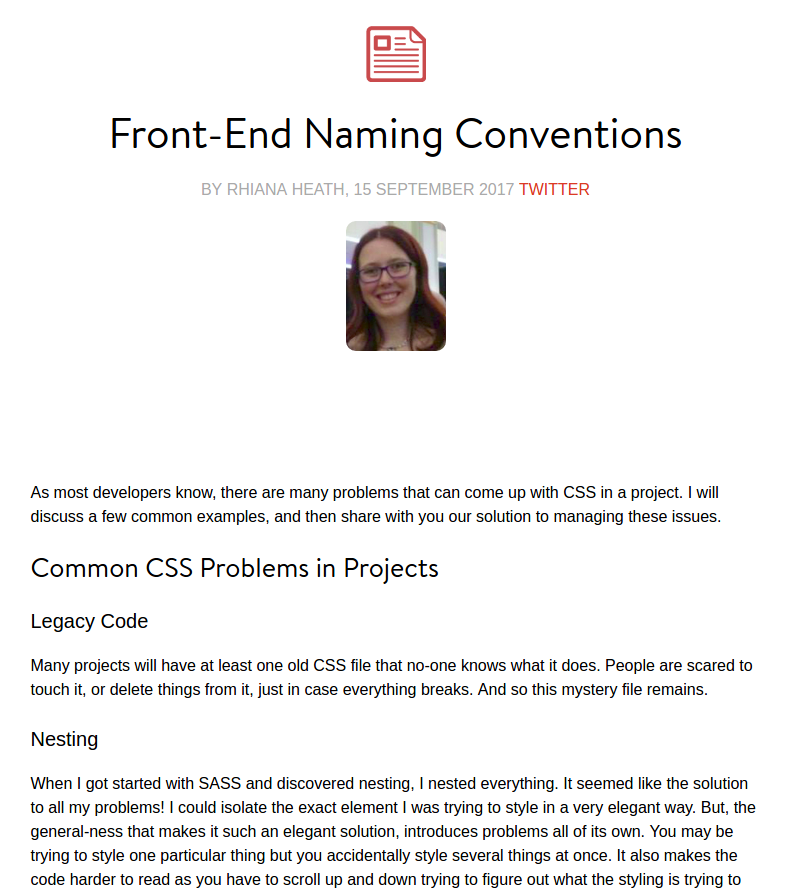 Front-End Naming Conventions
BY RHIANA HEATH, 15 SEPTEMBER 2017 TWITTER
As most developers know, there are many problems that can come up with CSS in a project. I will
discuss a few common examples, and then share with you our solution to managing these issues.
Common CSS Problems in Projects
Legacy Code
Many projects will have at least one old CSS file that no-one knows what it does. People are scared to
touch it, or delete things from it, just in case everything breaks. And so this mystery file remains.
Nesting
When I got started with SASS and discovered nesting, I nested everything. It seemed like the solution
to all my problems! I could isolate the exact element I was trying to style in a very elegant way. But, the
general-ness that makes it such an elegant solution, introduces problems all of its own. You may be
trying to style one particular thing but you accidentally style several things at once. It also makes the
code harder to read as you have to scroll up and down trying to figure out what the styling is trying to